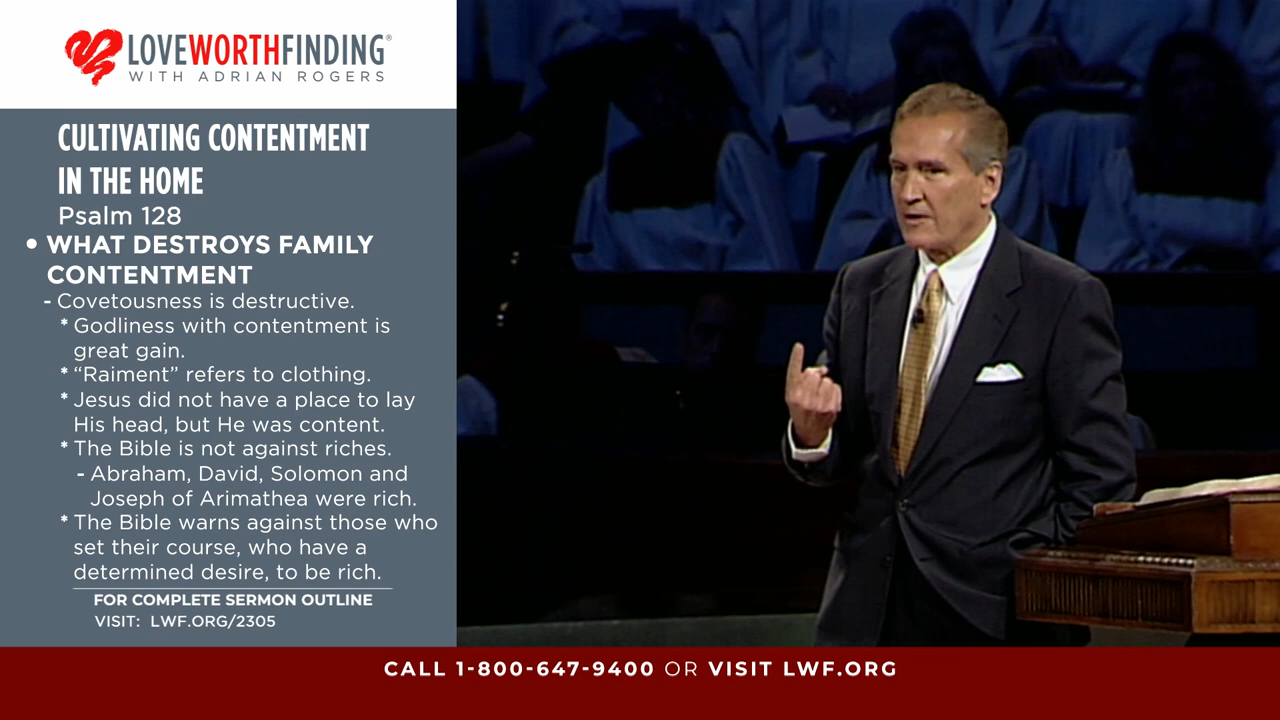 LOVEWORTHFINDING®
WITH ADRIAN ROGERS
CULTIVATING CONTENTMENT
IN THE HOME
Psalm 128
• WHAT DESTROYS FAMILY
CONTENTMENT
- Covetousness is destructive.
* Godliness with contentment is
great gain.
* “Raiment” refers to clothing.
* Jesus did not have a place to lay
His head, but He was content.
* The Bible is not against riches.
- Abraham, David, Solomon and
Joseph of Arimathea were rich.
* The Bible warns against those who
set their course, who have a
determined desire, to be rich.
FOR COMPLETE SERMON OUTLINE
VISIT: LWF.ORG/2305
CALL 1-800-647-9400 OR VISIT LWF.ORG